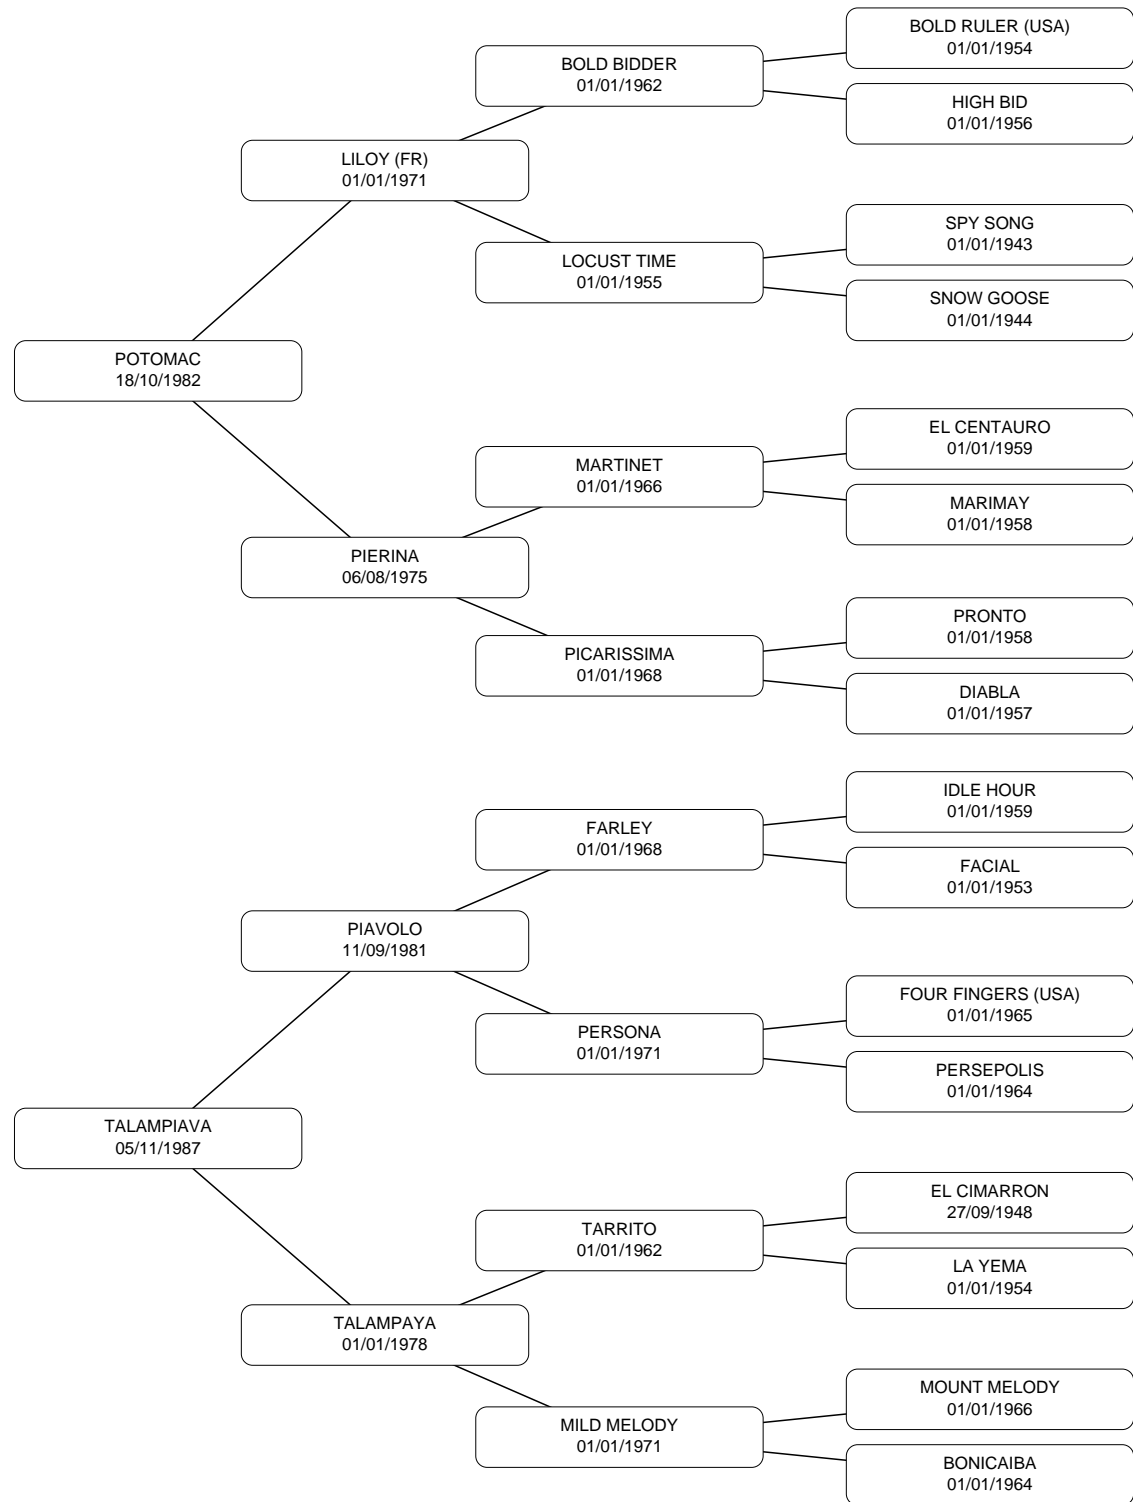 BOLD RULER (USA)
01/01/1954
BOLD BIDDER
01/01/1962
HIGH BID
01/01/1956
LILOY (FR)
01/01/1971
SPY SONG
01/01/1943
LOCUST TIME
01/01/1955
SNOW GOOSE
01/01/1944
POTOMAC
18/10/1982
EL CENTAURO
01/01/1959
MARTINET
01/01/1966
MARIMAY
01/01/1958
PIERINA
06/08/1975
PRONTO
01/01/1958
PICARISSIMA
01/01/1968
DIABLA
01/01/1957
IDLE HOUR
01/01/1959
FARLEY
01/01/1968
FACIAL
01/01/1953
PIAVOLO
11/09/1981
FOUR FINGERS (USA)
01/01/1965
PERSONA
01/01/1971
PERSEPOLIS
01/01/1964
TALAMPIAVA
05/11/1987
EL CIMARRON
27/09/1948
TARRITO
01/01/1962
LA YEMA
01/01/1954
TALAMPAYA
01/01/1978
MOUNT MELODY
01/01/1966
MILD MELODY
01/01/1971
BONICAIBA
01/01/1964